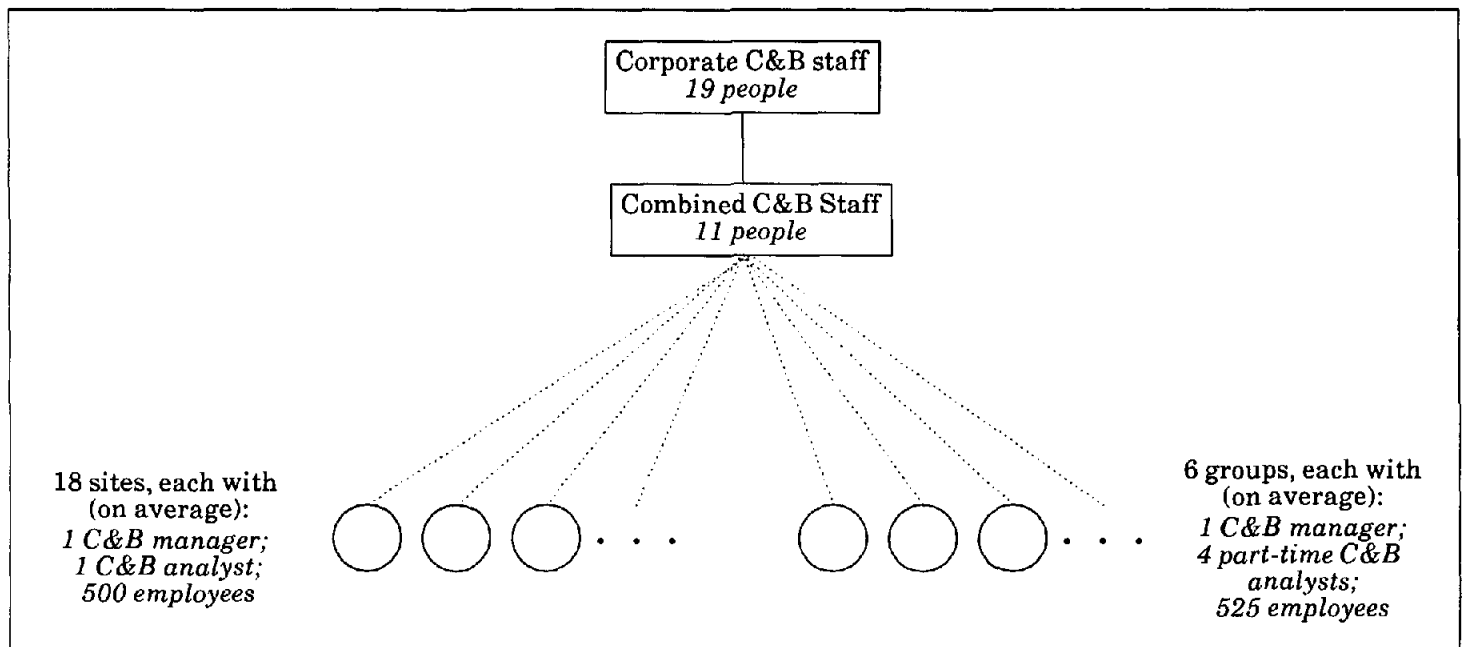 Corporate C&B staff
19 people
Combined C&B Staff
11 people
18 sites, each with
(on average):
1 C&B manager;
1 C&B analyst;
500 employees
6 groups, each with
(on average):
1 C&B manager;
4 part-time C&B
analysts;
525 employees